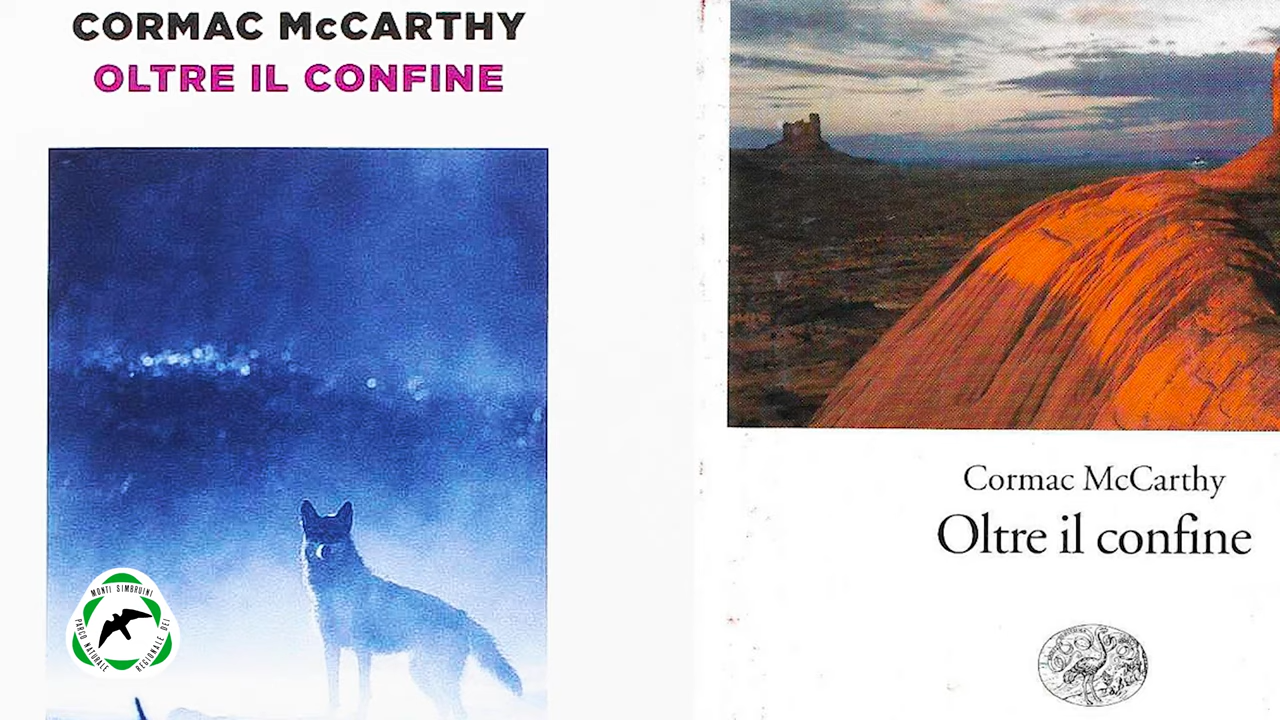 CORMAC McCARTHY
OLTRE IL CONFINE
MONTI SIMBRUINI
PARCO NATURALE
REGIONALE DEI
Cormac McCarthy
Oltre il confine